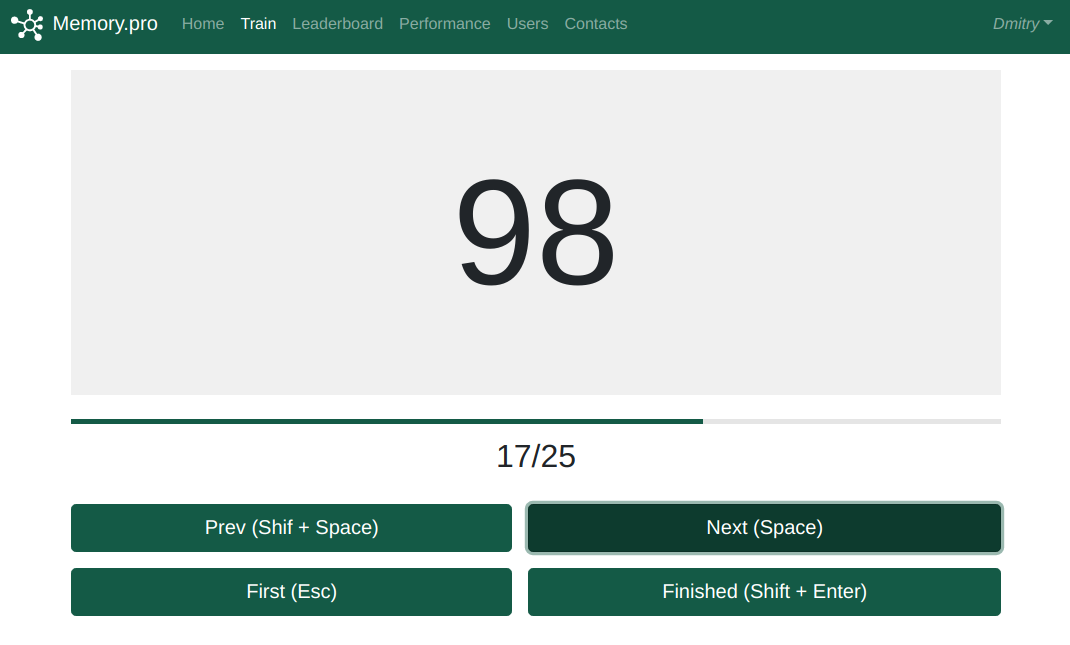 Memory.pro Home Train Leaderboard Performance Users Contacts Dmitry
98
17/25
Prev (Shif + Space) Next (Space)
First (Esc) Finished (Shift + Enter)